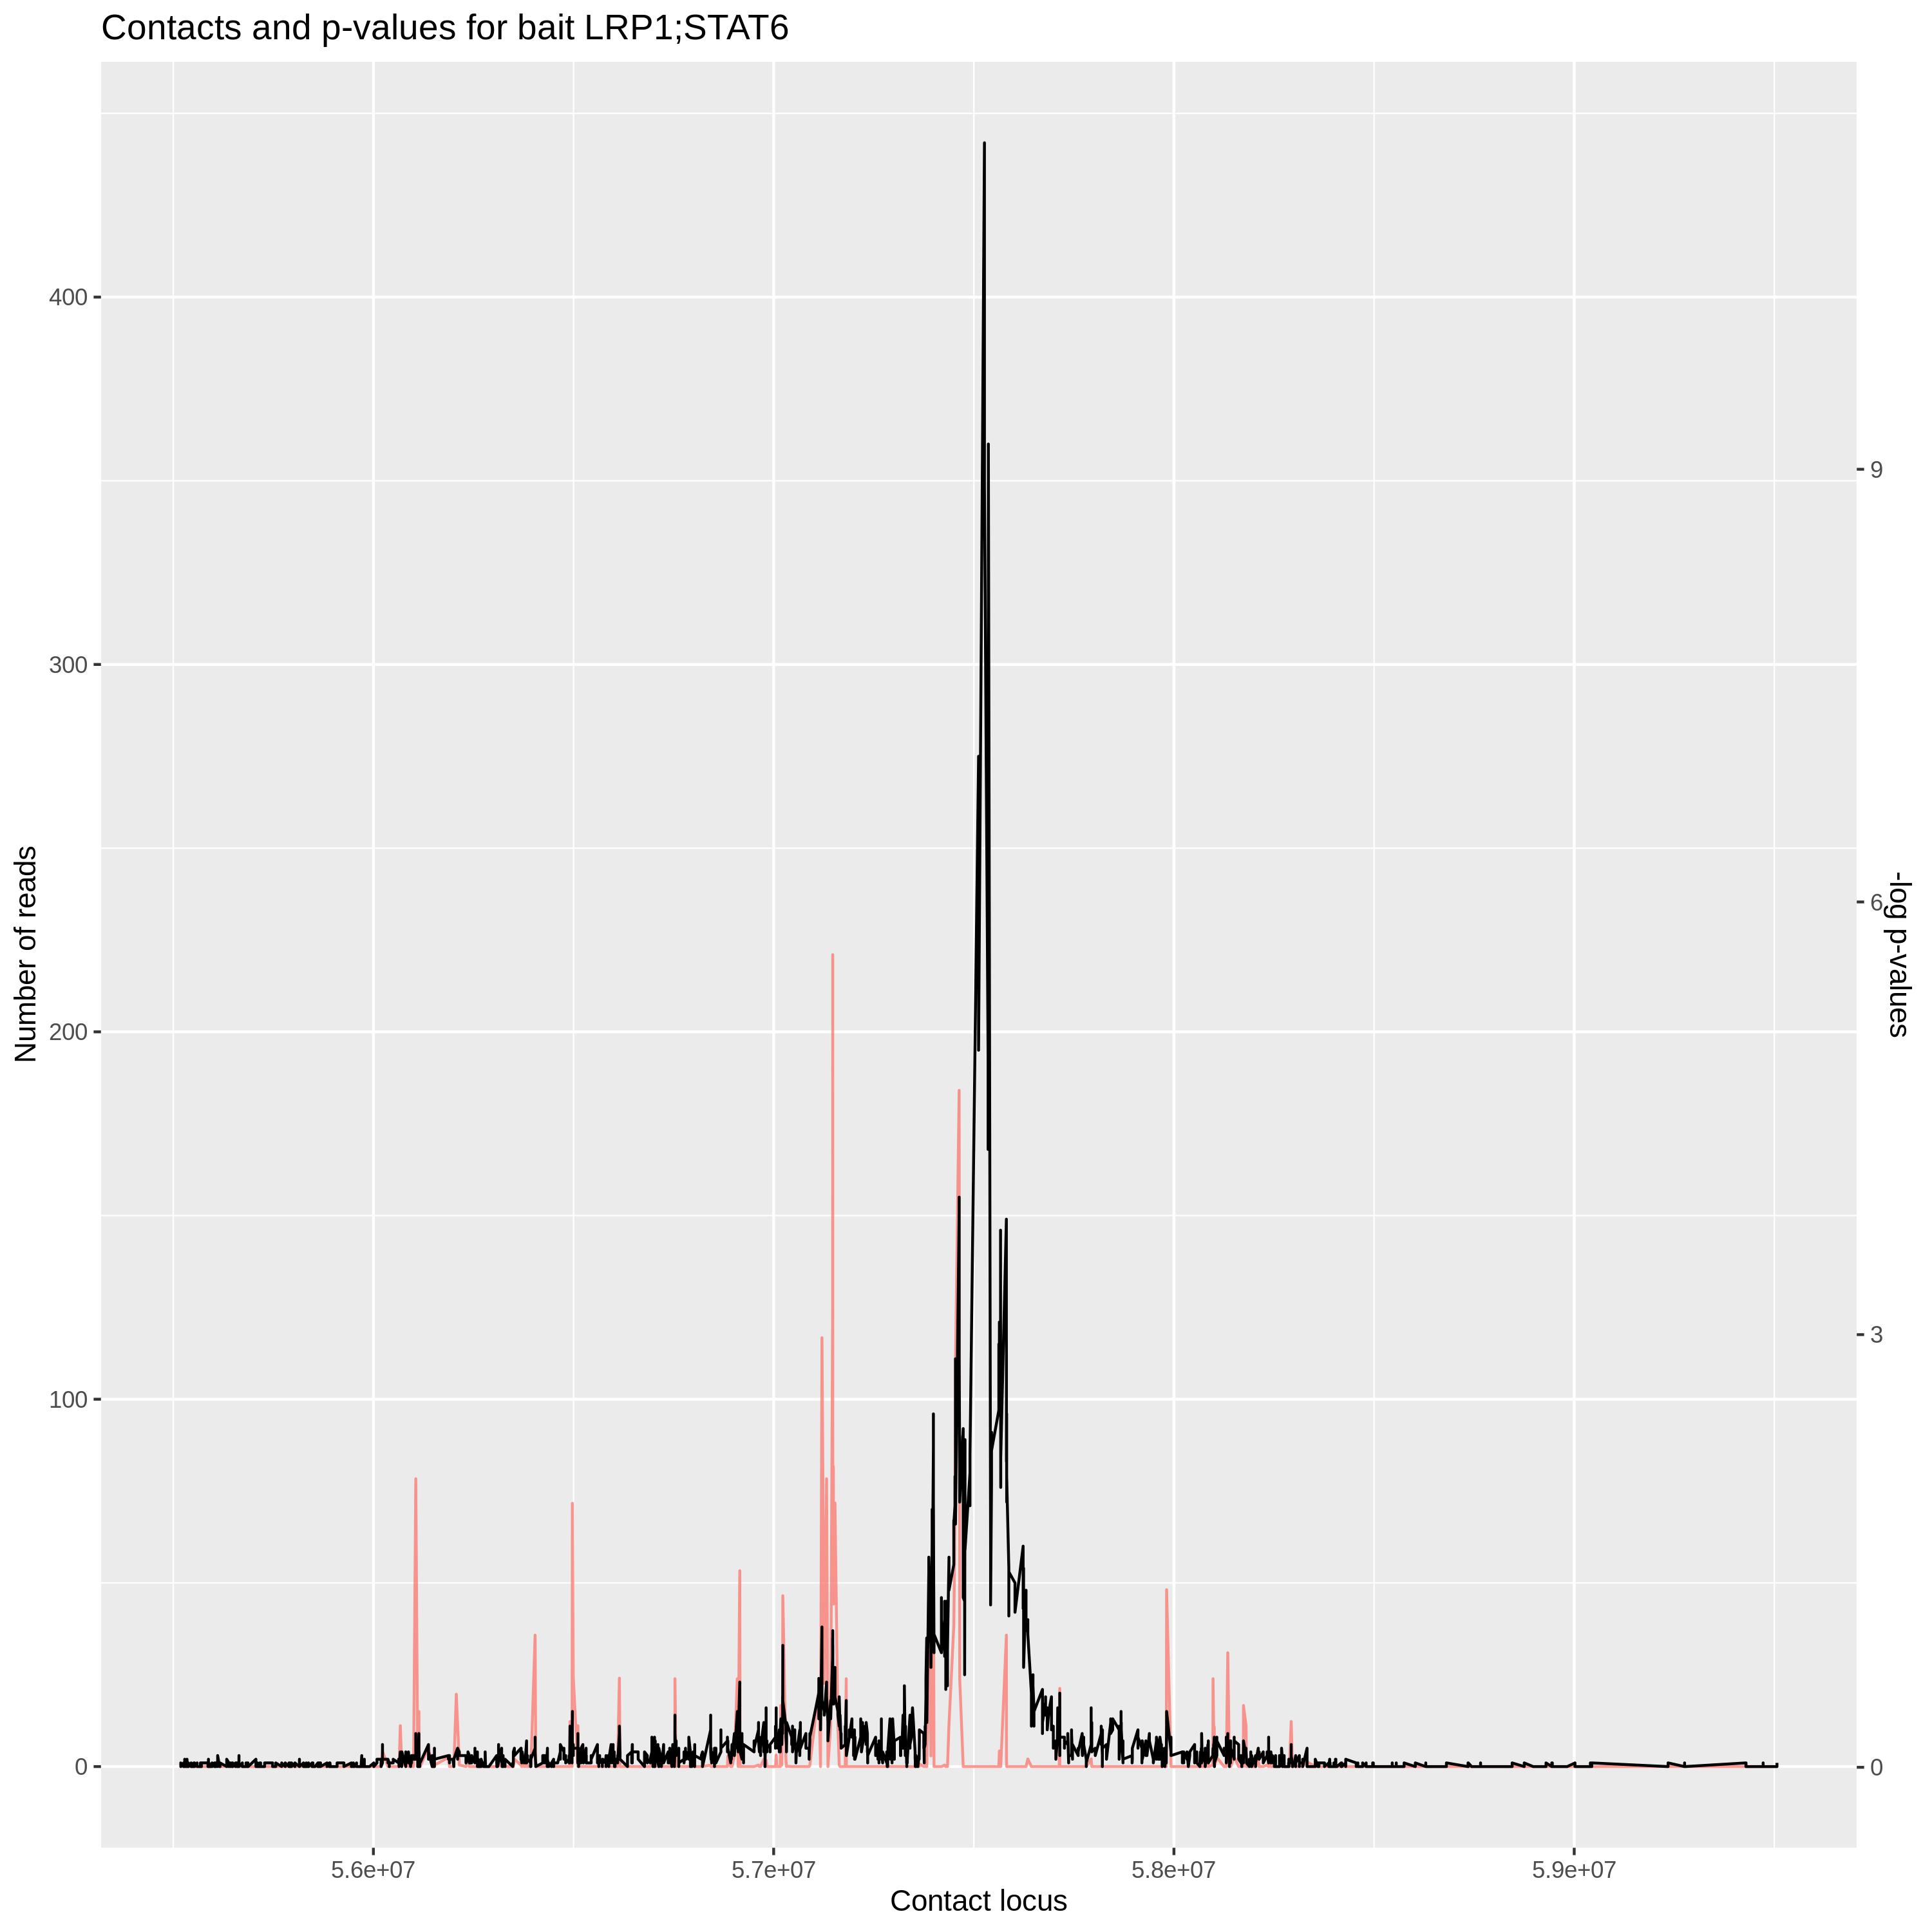 Contacts and p-values for bait LRP1;STAT6
400
300
200
100
0
Number of reads
9
6
3
0
-log p-values
5.6e+07
5.7e+07
5.8e+07
5.9e+07
Contact locus